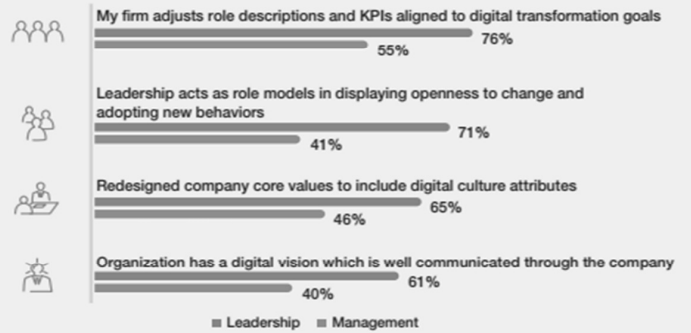 My firm adjusts role descriptions and KPIs aligned to digital transformation goals
76%
55%
Leadership acts as role models in displaying openness to change and
adopting new behaviors
71%
41%
Redesigned company core values to include digital culture attributes
65%
46%
Organization has a digital vision which is well communicated through the company
61%
40%
Leadership Management